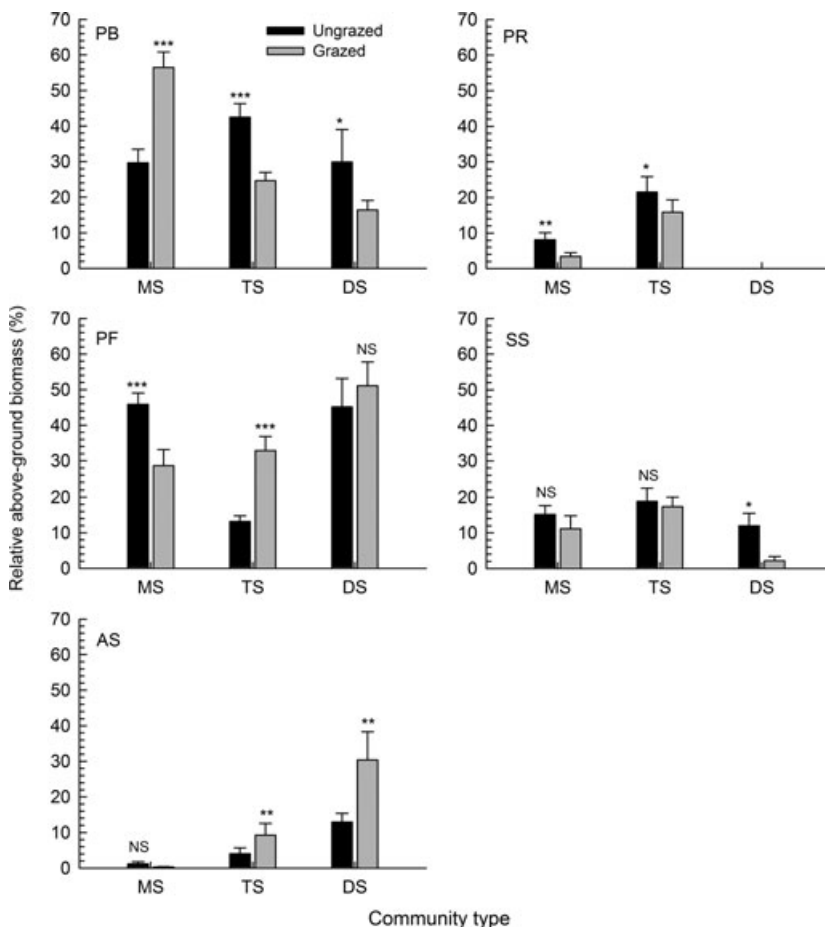 PB
Ungrazed
Grazed
70
60
50
40
30
20
10
0
***
***
*
MS
TS
DS
PR
70
60
50
40
30
20
10
0
**
*
MS
TS
DS
Relative above-ground biomass (%)
PF
70
60
50
40
30
20
10
0
***
***
NS
MS
TS
DS
SS
70
60
50
40
30
20
10
0
NS
NS
*
MS
TS
DS
AS
70
60
50
40
30
20
10
0
NS
**
**
MS
TS
DS
Community type